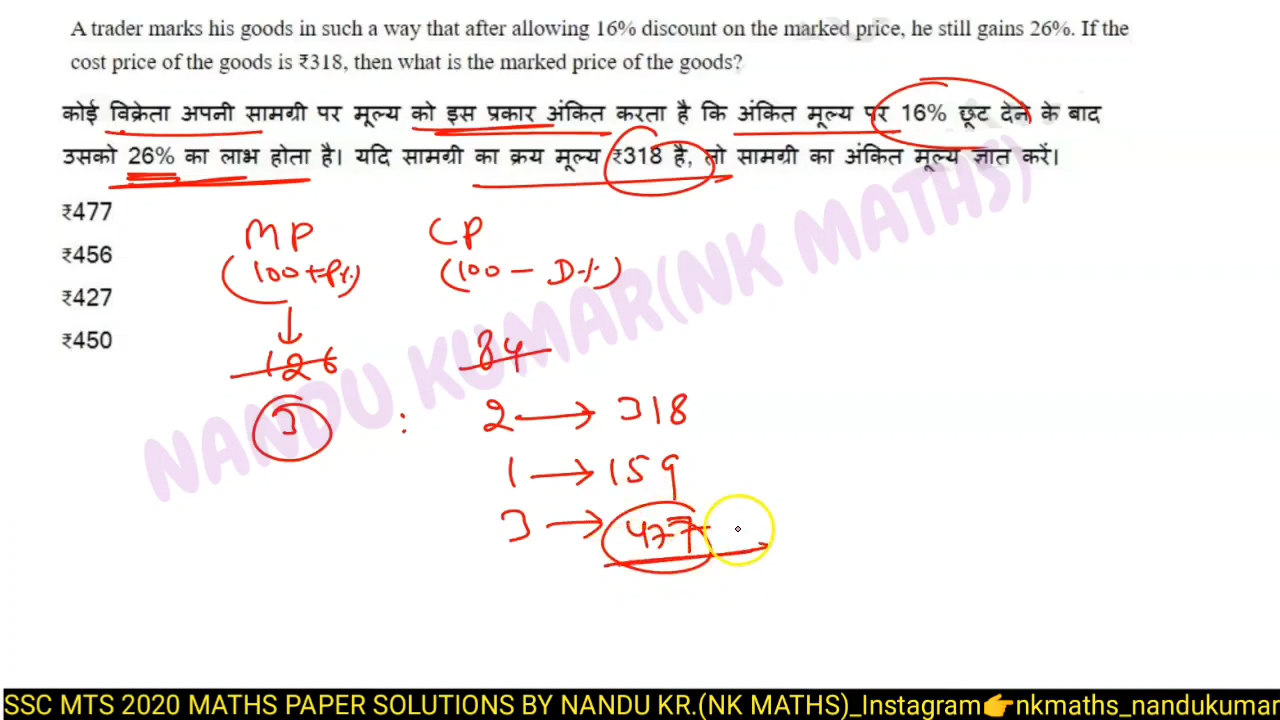 A trader marks his goods in such a way that after allowing 16% discount on the marked price, he still gains 26%. If the
cost price of the goods is ₹318, then what is the marked price of the goods?
कोई विक्रेता अपनी सामग्री पर मूल्य को इस प्रकार अंकित करता है कि अंकित मूल्य पर 16% छूट देने के बाद
उसको 26% का लाभ होता है। यदि सामग्री का क्रय मूल्य ₹318 है, तो सामग्री का अंकित मूल्य ज्ञात करें।
₹477
₹456
₹427
₹450
MP CP
(100+P%) (100 - D%)
126 84
3 : 2 → 318
1 → 159
3 → 477
NANDU KUMAR(NK MATHS)
SSC MTS 2020 MATHS PAPER SOLUTIONS BY NANDU KR.(NK MATHS)_Instagram👉nkmaths_nandukumar